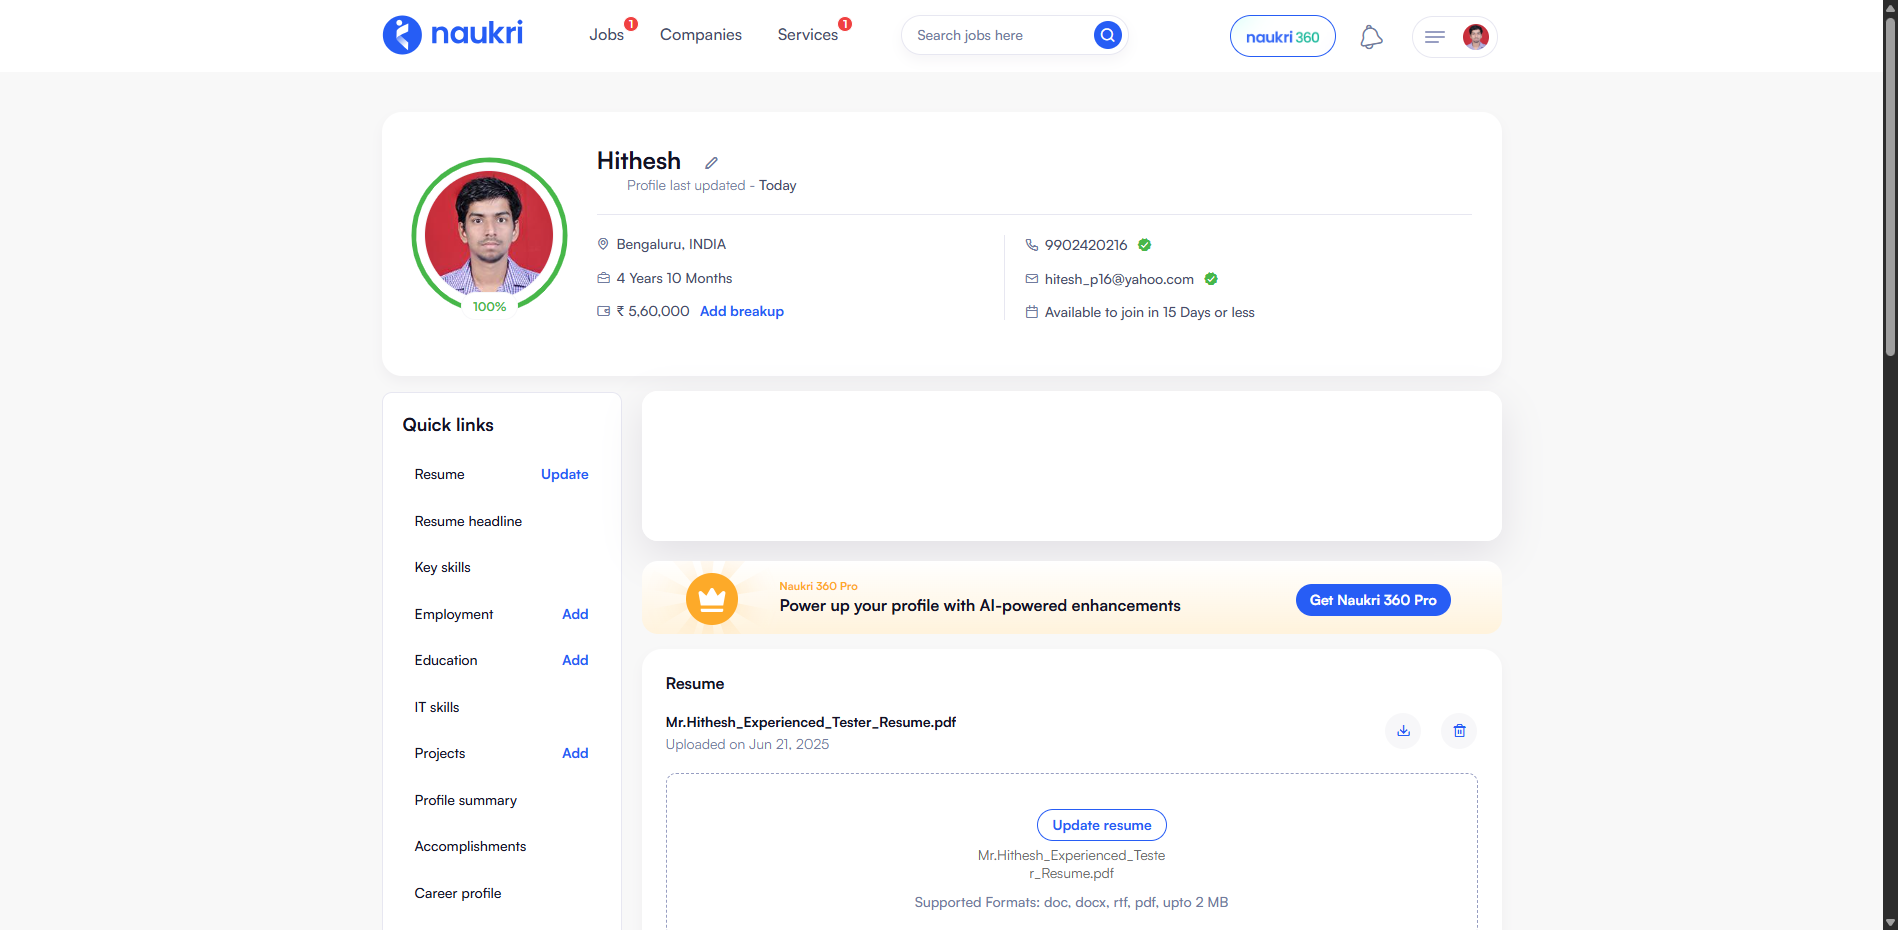 naukri
Jobs 1
Companies
Services 1
Search jobs here
naukri 360
Hithesh
Profile last updated - Today
Bengaluru, INDIA
4 Years 10 Months
₹ 5,60,000 Add breakup
9902420216
hitesh_p16@yahoo.com
Available to join in 15 Days or less
100%
Quick links
Resume Update
Resume headline
Key skills
Employment Add
Education Add
IT skills
Projects Add
Profile summary
Accomplishments
Career profile
Naukri 360 Pro
Power up your profile with AI-powered enhancements
Get Naukri 360 Pro
Resume
Mr.Hithesh_Experienced_Tester_Resume.pdf
Uploaded on Jun 21, 2025
Update resume
Mr.Hithesh_Experienced_Teste
r_Resume.pdf
Supported Formats: doc, docx, rtf, pdf, upto 2 MB